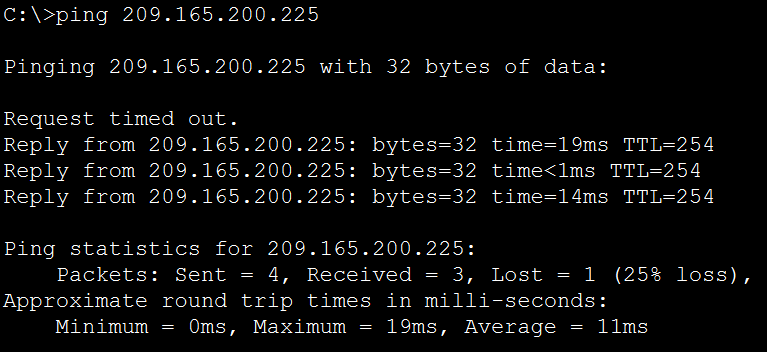 C:\>ping 209.165.200.225
Pinging 209.165.200.225 with 32 bytes of data:
Request timed out.
Reply from 209.165.200.225: bytes=32 time=19ms TTL=254
Reply from 209.165.200.225: bytes=32 time<1ms TTL=254
Reply from 209.165.200.225: bytes=32 time=14ms TTL=254
Ping statistics for 209.165.200.225:
    Packets: Sent = 4, Received = 3, Lost = 1 (25% loss),
Approximate round trip times in milli-seconds:
    Minimum = 0ms, Maximum = 19ms, Average = 11ms